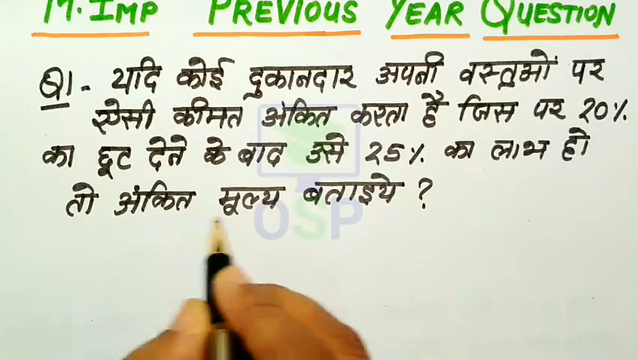 M. IMP PREVIOUS YEAR QUESTION
Q1 - यदि कोई दुकानदार अपनी वस्तुओं पर
ऐसी कीमत अंकित करता है जिस पर 20%
का छूट देने के बाद उसे 25% का लाभ हो
तो अंकित मूल्य बताइये ?
OSP